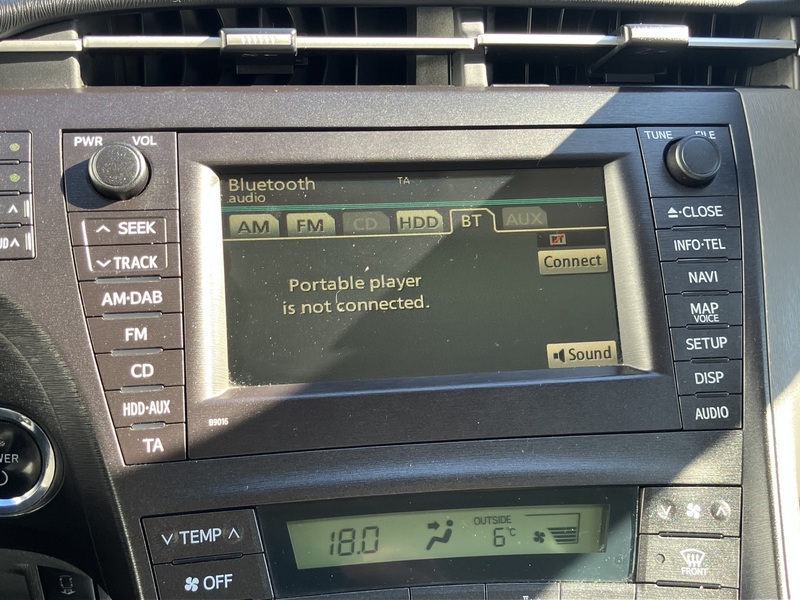 PWR VOL
TUNE FILE
Bluetooth
audio
TA
AM FM CD HDD BT AUX
Connect
Portable player
is not connected.
Sound
SEEK
TRACK
AM·DAB
FM
CD
HDD·AUX
TA
CLOSE
INFO·TEL
NAVI
MAP
VOICE
SETUP
DISP
AUDIO
B9016
TEMP
OFF
18.0
OUTSIDE
6°C
FRONT